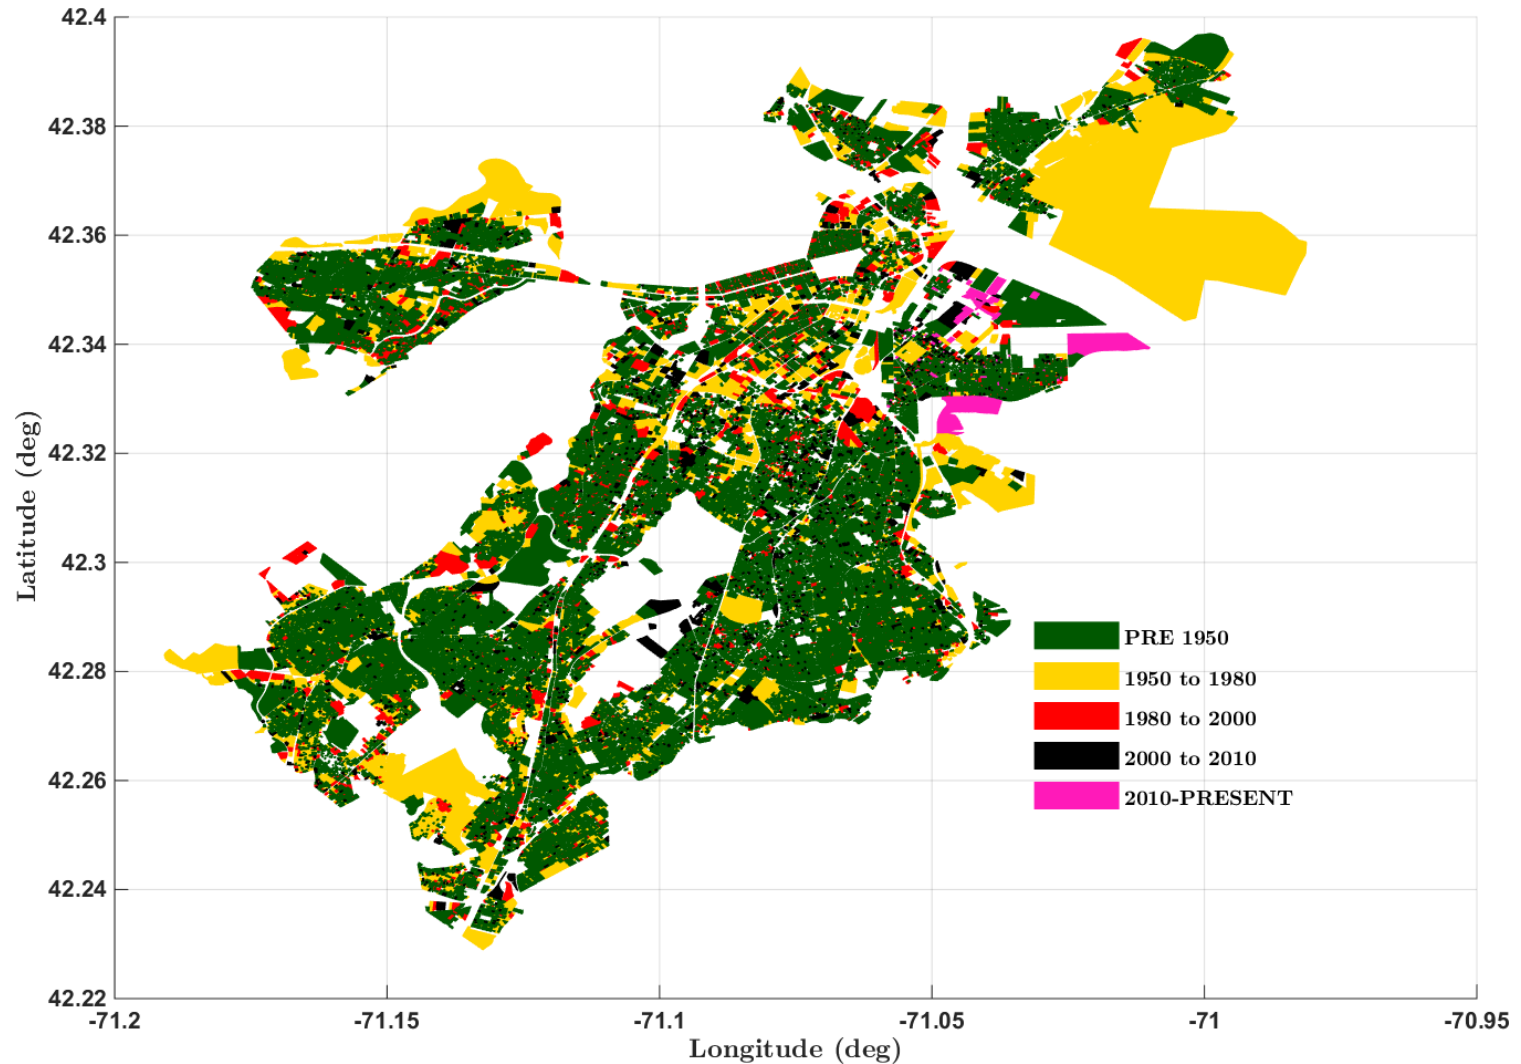 42.4
42.38
42.36
42.34
42.32
42.3
42.28
42.26
42.24
42.22
Latitude (deg)
PRE 1950
1950 to 1980
1980 to 2000
2000 to 2010
2010-PRESENT
-71.2
-71.15
-71.1
-71.05
-71
-70.95
Longitude (deg)